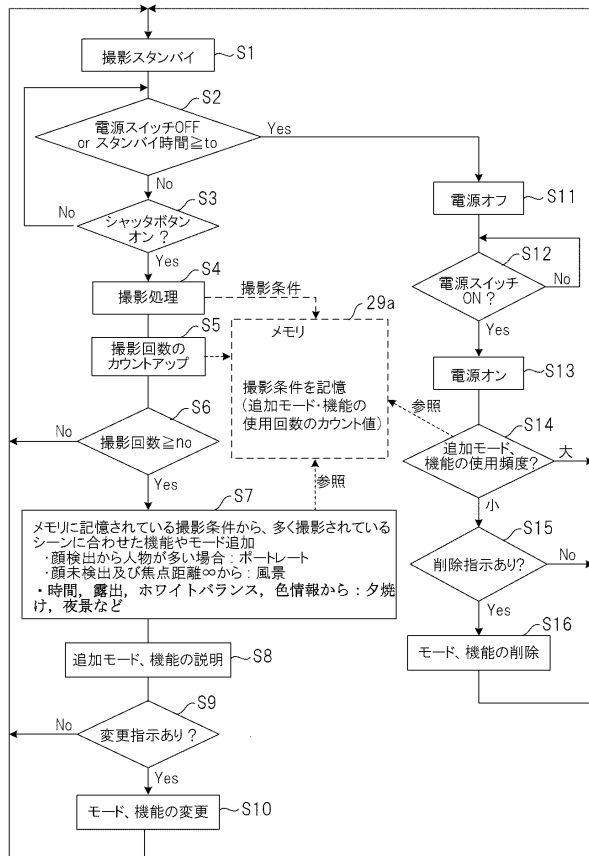 撮影スタンバイ
S1
S2
電源スイッチOFF
or スタンバイ時間≧to
Yes
No
S3
No
シャッタボタン
オン？
Yes
S4
撮影処理
撮影条件
S5
撮影回数の
カウントアップ
29a
メモリ
撮影条件を記憶
(追加モード・機能の
使用回数のカウント値)
S6
No
撮影回数≧no
Yes
参照
S7
メモリに記憶されている撮影条件から、多く撮影されている
シーンに合わせた機能やモード追加
・顔検出から人物が多い場合：ポートレート
・顔未検出及び焦点距離∞から：風景
・時間，露出，ホワイトバランス，色情報から：夕焼
け，夜景など
S8
追加モード、機能の説明
S9
No
変更指示あり？
Yes
S10
モード、機能の変更
S11
電源オフ
S12
電源スイッチ
ON？
No
Yes
S13
電源オン
参照
S14
追加モード、
機能の使用頻度？
大
小
S15
削除指示あり？
No
Yes
S16
モード、機能の削除